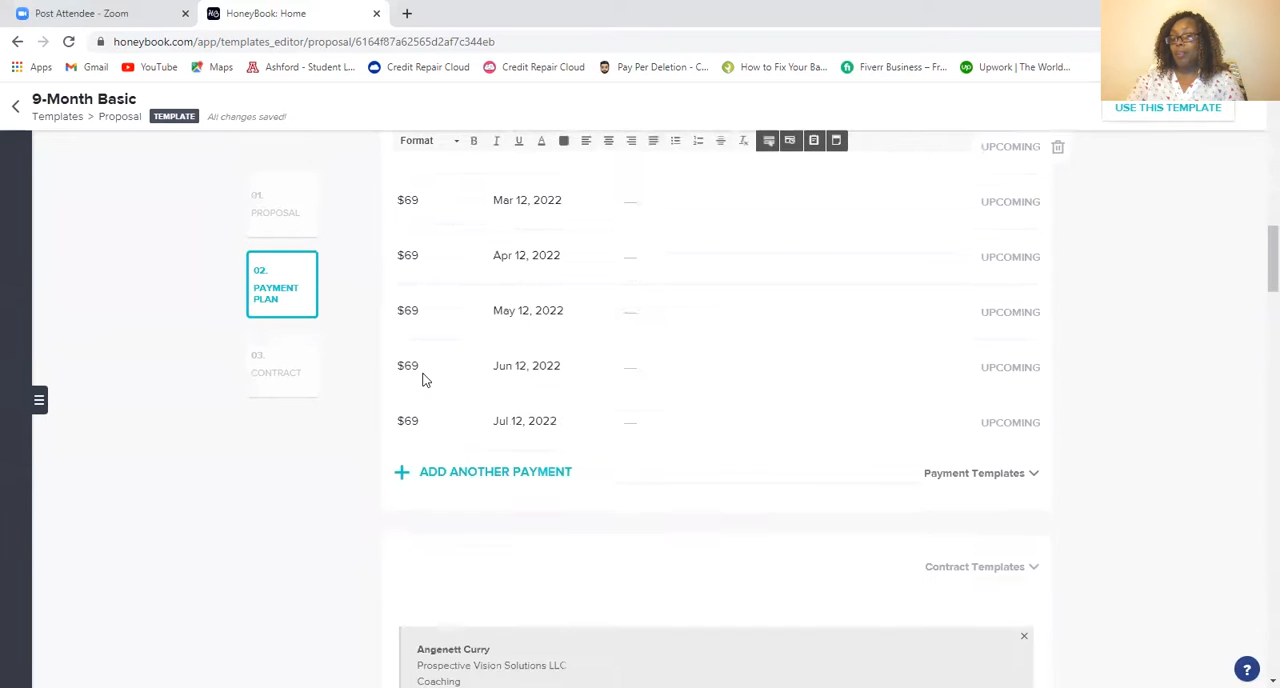 Post Attendee - Zoom
HoneyBook: Home
honeybook.com/app/templates_editor/proposal/6164f87a62565d2af7c344eb
Apps Gmail YouTube Maps Ashford - Student L... Credit Repair Cloud Credit Repair Cloud Pay Per Deletion - C... How to Fix Your Ba... Fiverr Business – Fr... Upwork | The World...
9-Month Basic
Templates > Proposal TEMPLATE All changes saved!
USE THIS TEMPLATE
Format B I U A
UPCOMING
01.
PROPOSAL
$69 Mar 12, 2022 — UPCOMING
$69 Apr 12, 2022 — UPCOMING
02.
PAYMENT
PLAN
$69 May 12, 2022 — UPCOMING
03.
CONTRACT
$69 Jun 12, 2022 — UPCOMING
$69 Jul 12, 2022 — UPCOMING
+ ADD ANOTHER PAYMENT
Payment Templates
Contract Templates
Angenett Curry
Prospective Vision Solutions LLC
Coaching
?